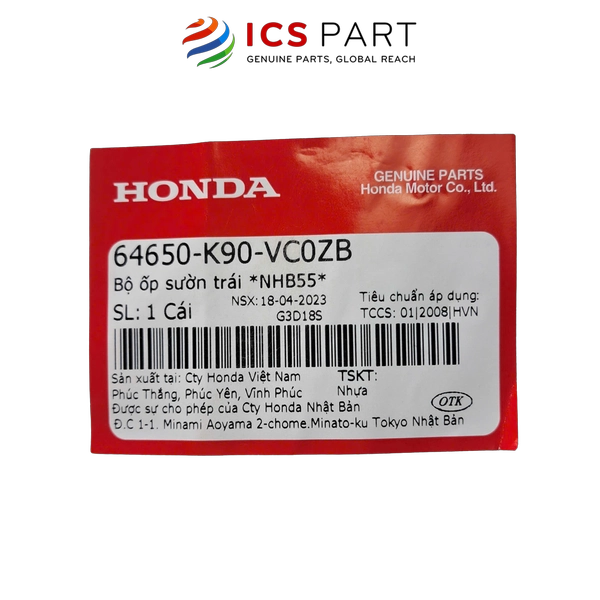 ICS PART
GENUINE PARTS, GLOBAL REACH
HONDA
GENUINE PARTS
Honda Motor Co., Ltd.
64650-K90-VC0ZB
Bộ ốp sườn trái *NHB55*
SL: 1 Cái
NSX: 18-04-2023
G3D18S
Tiêu chuẩn áp dụng:
TCCS: 01|2008|HVN
Sản xuất tại: Cty Honda Việt Nam
TSKT:
Phúc Thắng, Phúc Yên, Vĩnh Phúc
Nhựa
Được sự cho phép của Cty Honda Nhật Bản
Đ.C 1-1. Minami Aoyama 2-chome.Minato-ku Tokyo Nhật Bản
OTK